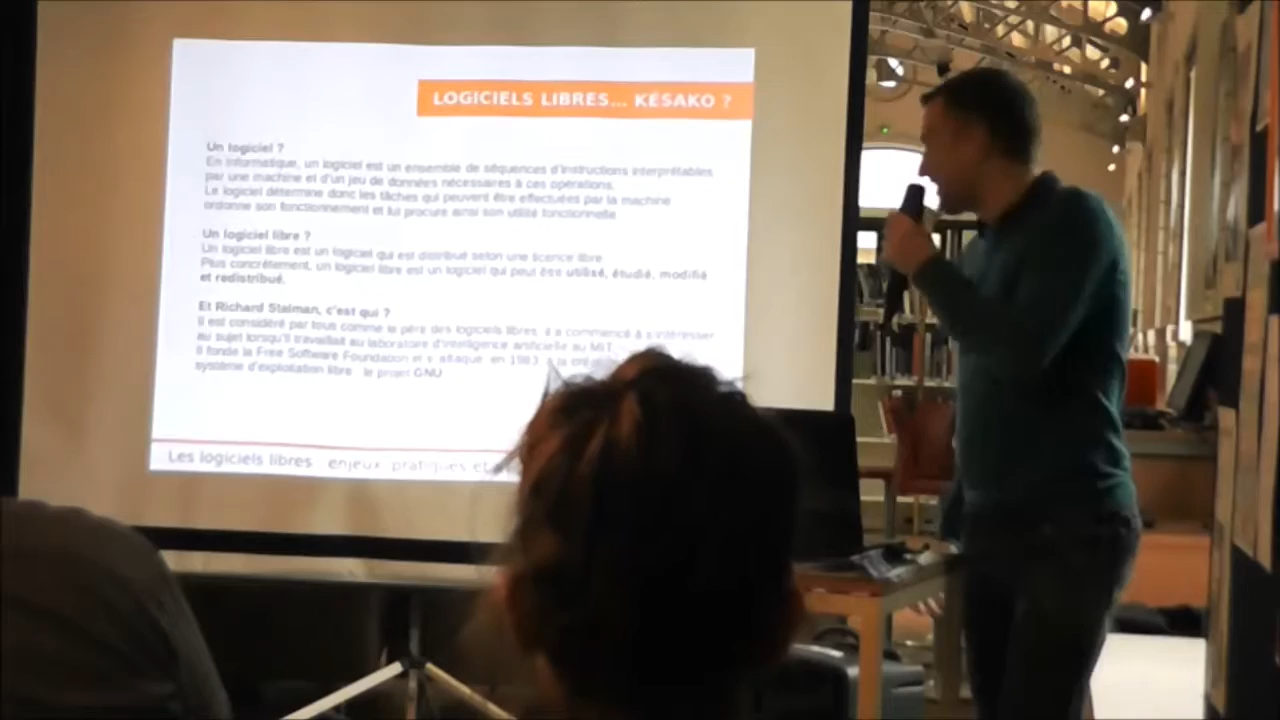 LOGICIELS LIBRES... KÉSAKO ?
Un logiciel ?
En informatique, un logiciel est un ensemble de séquences d'instructions interprétables
par une machine et d'un jeu de données nécessaires à ces opérations.
Le logiciel détermine donc les tâches qui peuvent être effectuées par la machine
ordonne son fonctionnement et lui procure ainsi son utilité fonctionnelle
Un logiciel libre ?
Un logiciel libre est un logiciel qui est distribué selon une licence libre
Plus concrètement, un logiciel libre est un logiciel qui peut être utilisé, étudié, modifié
et redistribué.
Et Richard Stalman, c'est qui ?
Il est considéré par tous comme le père des logiciels libres, il a commencé à s'intéresser
au sujet lorsqu'il travaillait au laboratoire d'intelligence artificielle au MIT.
Il fonde la Free Software Foundation et s'attaque, en 1983, à la
système d'exploitation libre : le projet GNU
Les logiciels libres : enjeux, pratiques et